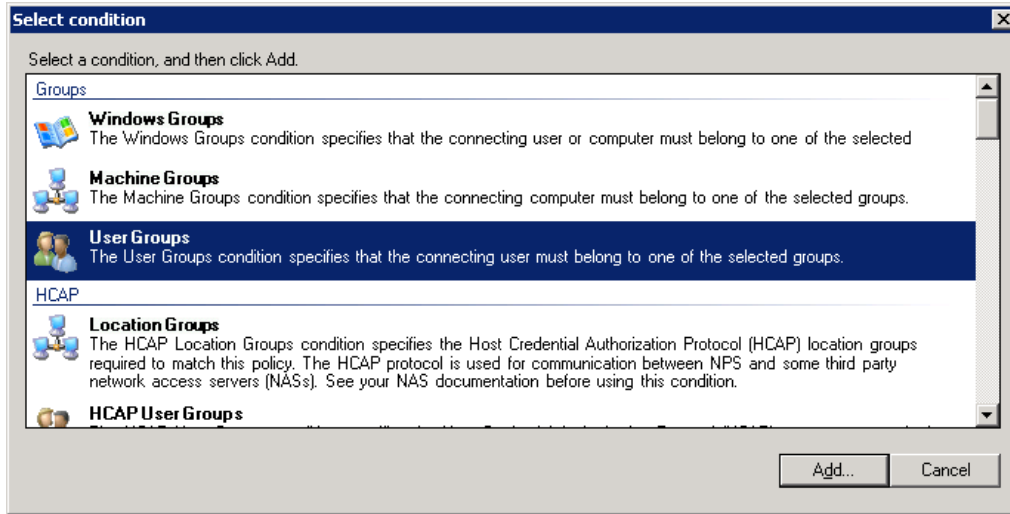 Select condition
Select a condition, and then click Add.
Groups
Windows Groups
The Windows Groups condition specifies that the connecting user or computer must belong to one of the selected
Machine Groups
The Machine Groups condition specifies that the connecting computer must belong to one of the selected groups.
User Groups
The User Groups condition specifies that the connecting user must belong to one of the selected groups.
HCAP
Location Groups
The HCAP Location Groups condition specifies the Host Credential Authorization Protocol (HCAP) location groups
required to match this policy. The HCAP protocol is used for communication between NPS and some third party
network access servers (NASs). See your NAS documentation before using this condition.
HCAP User Groups
Add...
Cancel